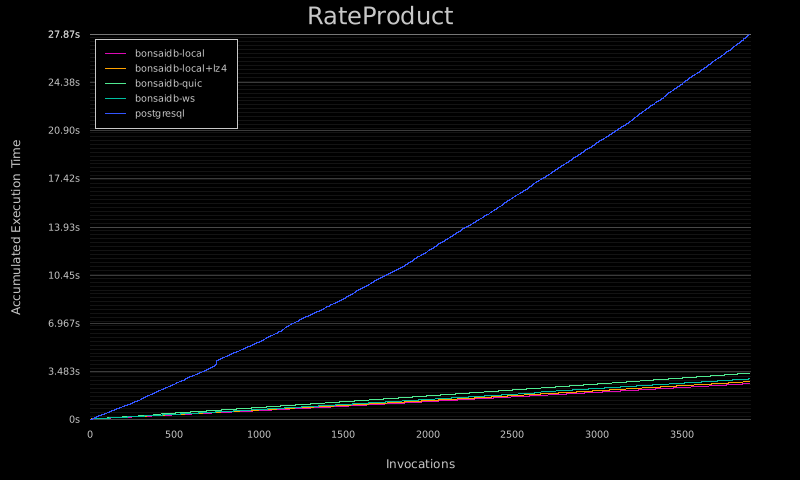 RateProduct
27.87s
24.38s
20.90s
17.42s
13.93s
10.45s
6.967s
3.483s
0s
Accumulated Execution Time
bonsaidb-local
bonsaidb-local+lz4
bonsaidb-quic
bonsaidb-ws
postgresql
0 500 1000 1500 2000 2500 3000 3500
Invocations